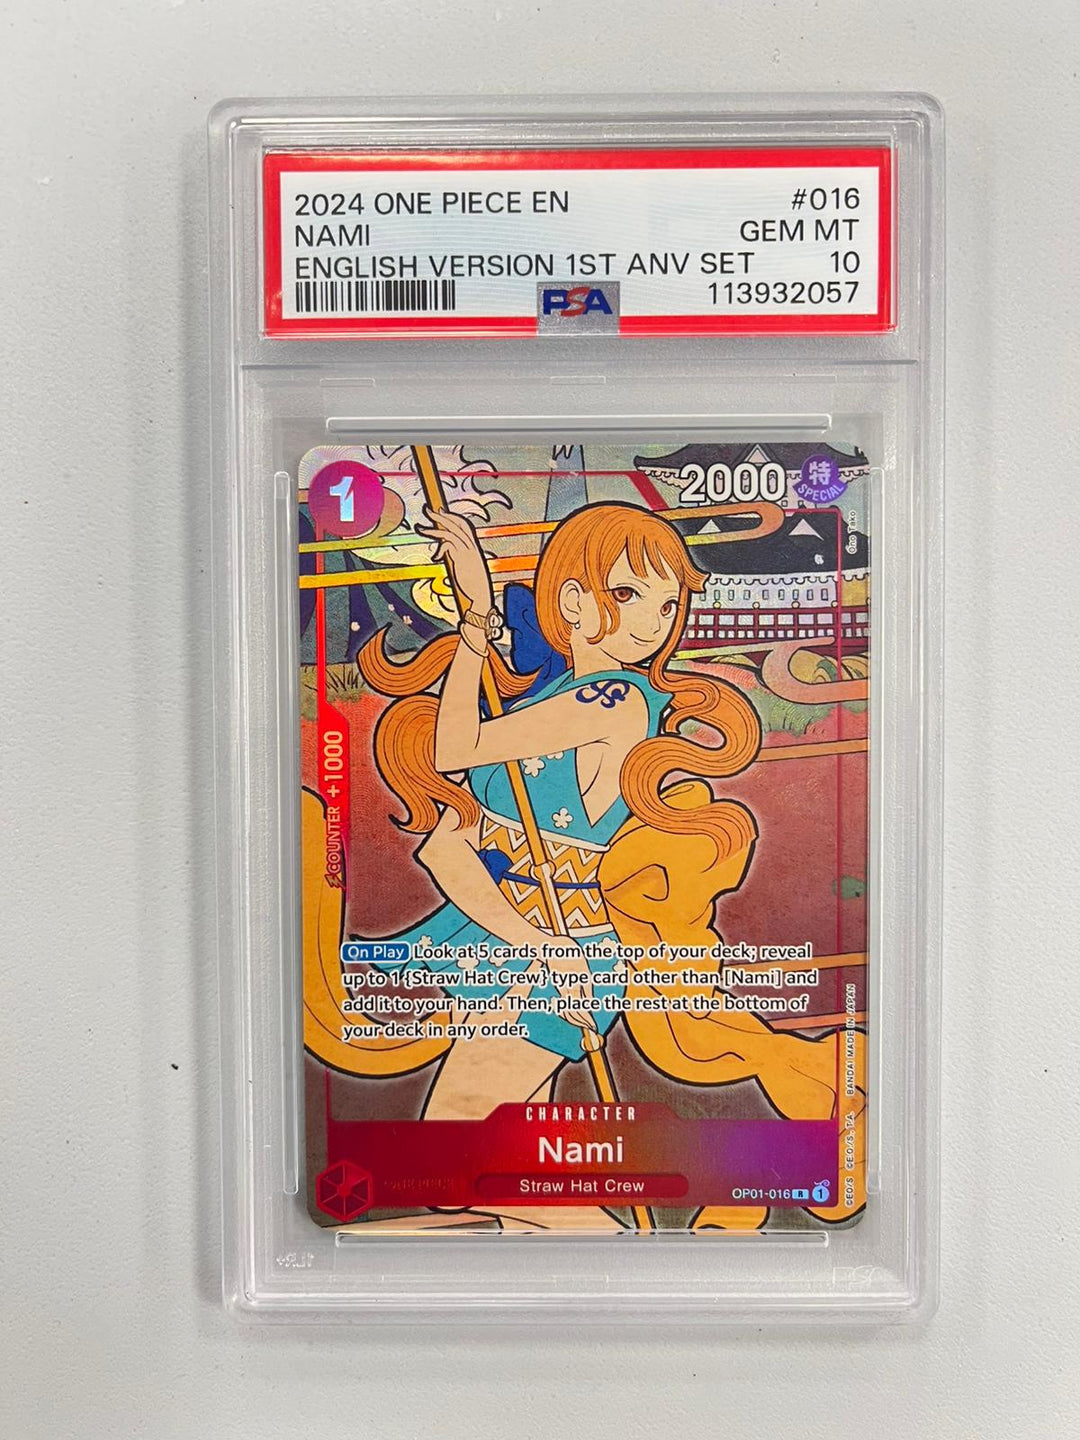 2024 ONE PIECE EN #016
NAMI GEM MT
ENGLISH VERSION 1ST ANV SET 10
PSA 113932057
1
2000
特
SPECIAL
Ono Tako
COUNTER +1000
On Play Look at 5 cards from the top of your deck; reveal
up to 1 {Straw Hat Crew} type card other than [Nami] and
add it to your hand. Then, place the rest at the bottom of
your deck in any order.
CHARACTER
Nami
Straw Hat Crew
ONE PIECE
OP01-016 R 1
©E.O/S ©E.O./S., T.A. BANDAI MADE IN JAPAN